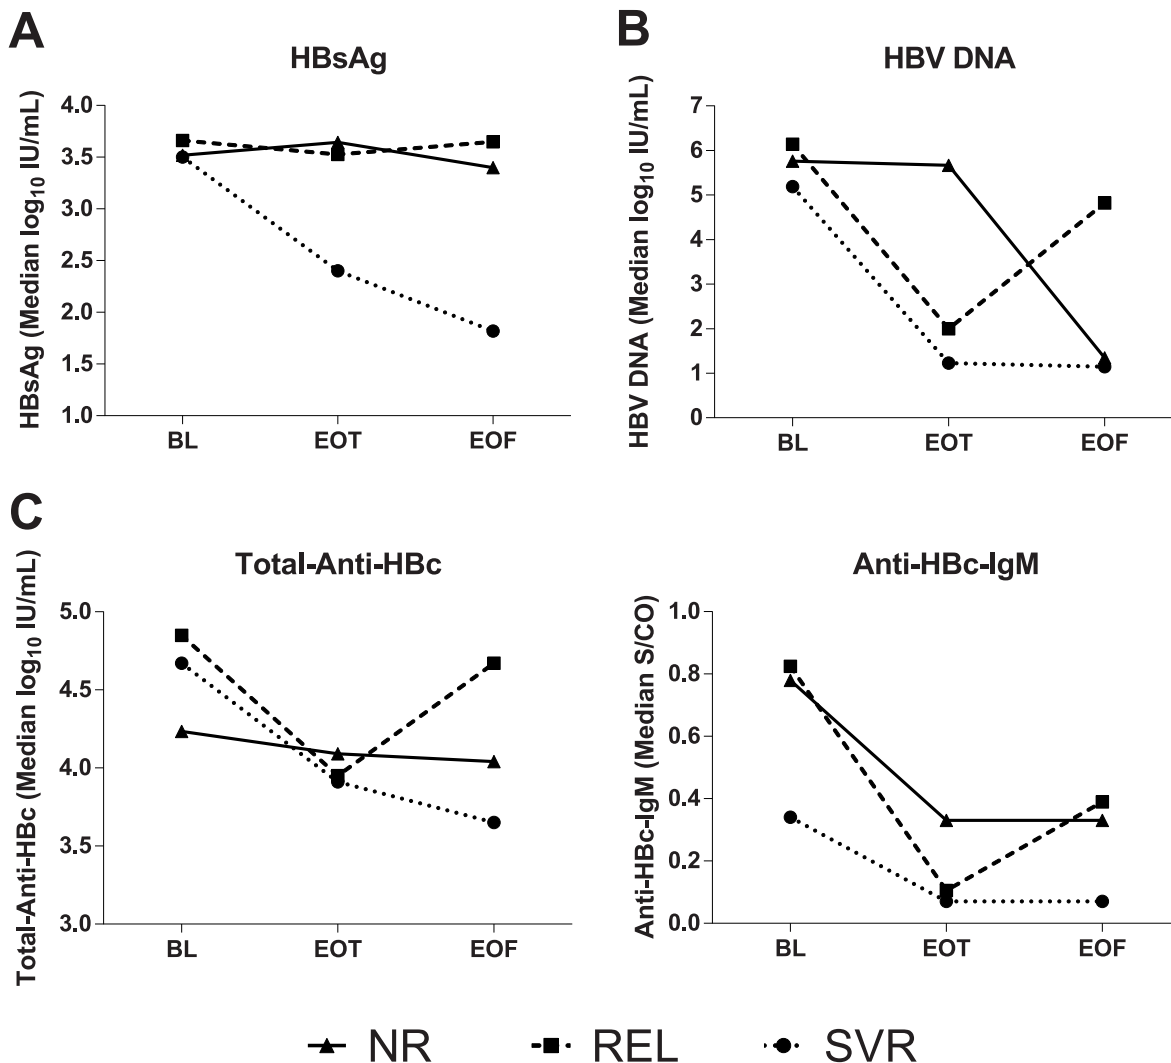 A
HBsAg
HBsAg (Median log10 IU/mL)
4.0
3.5
3.0
2.5
2.0
1.5
1.0
BL EOT EOF
B
HBV DNA
HBV DNA (Median log10 IU/mL)
7
6
5
4
3
2
1
0
BL EOT EOF
C
Total-Anti-HBc
Total-Anti-HBc (Median log10 IU/mL)
5.0
4.5
4.0
3.5
3.0
BL EOT EOF
Anti-HBc-IgM
Anti-HBc-IgM (Median S/CO)
1.0
0.8
0.6
0.4
0.2
0.0
BL EOT EOF
NR REL SVR